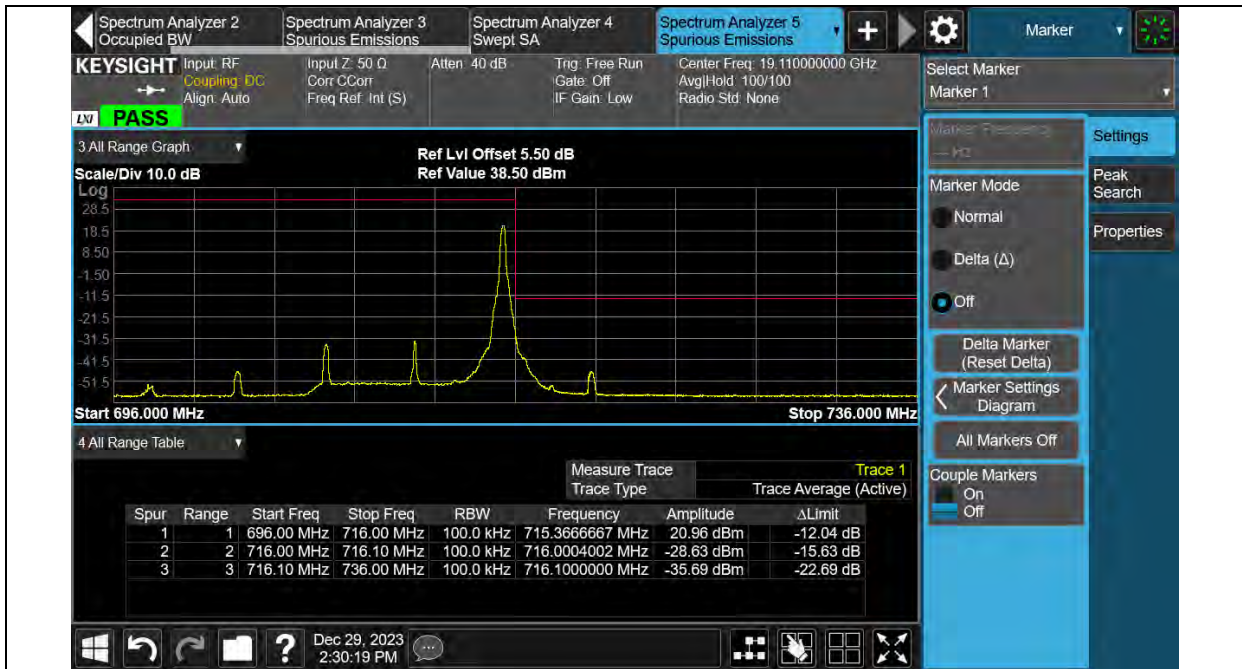 Spectrum Analyzer 2
Occupied BW
Spectrum Analyzer 3
Spurious Emissions
Spectrum Analyzer 4
Swept SA
Spectrum Analyzer 5
Spurious Emissions
Marker
KEYSIGHT
Input: RF
Coupling: DC
Align: Auto
Input Z: 50 Ω
Corr CCorr
Freq Ref: Int (S)
Atten: 40 dB
Trig: Free Run
Gate: Off
IF Gain: Low
Center Freq: 19.110000000 GHz
Avg|Hold: 100/100
Radio Std: None
LXI
PASS
Select Marker
Marker 1
3 All Range Graph
Ref Lvl Offset 5.50 dB
Scale/Div 10.0 dB
Ref Value 38.50 dBm
Log
28.5
18.5
8.50
-1.50
-11.5
-21.5
-31.5
-41.5
-51.5
Start 696.000 MHz
Stop 736.000 MHz
Marker Frequency
--- Hz
Settings
Marker Mode
Normal
Delta (Δ)
Off
Peak
Search
Properties
Delta Marker
(Reset Delta)
Marker Settings
Diagram
All Markers Off
Couple Markers
On
Off
4 All Range Table
Measure Trace Trace 1
Trace Type Trace Average (Active)
Spur Range Start Freq Stop Freq RBW Frequency Amplitude ΔLimit
1 1 696.00 MHz 716.00 MHz 100.0 kHz 715.3666667 MHz 20.96 dBm -12.04 dB
2 2 716.00 MHz 716.10 MHz 100.0 kHz 716.0004002 MHz -28.63 dBm -15.63 dB
3 3 716.10 MHz 736.00 MHz 100.0 kHz 716.1000000 MHz -35.69 dBm -22.69 dB
?
Dec 29, 2023
2:30:19 PM